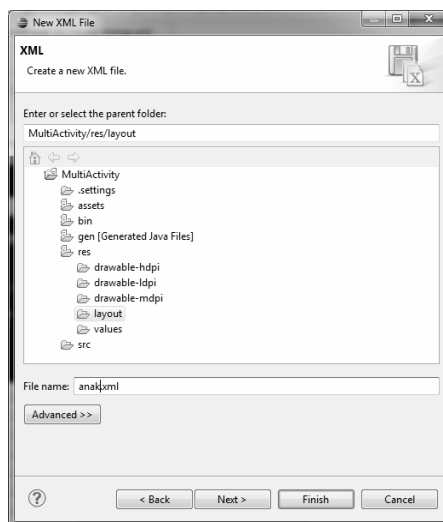 New XML File
XML
Create a new XML file.
X
Enter or select the parent folder:
MultiActivity/res/layout
MultiActivity
.settings
assets
bin
gen [Generated Java Files]
res
drawable-hdpi
drawable-ldpi
drawable-mdpi
layout
values
src
File name: anak.xml
Advanced >>
? < Back Next > Finish Cancel